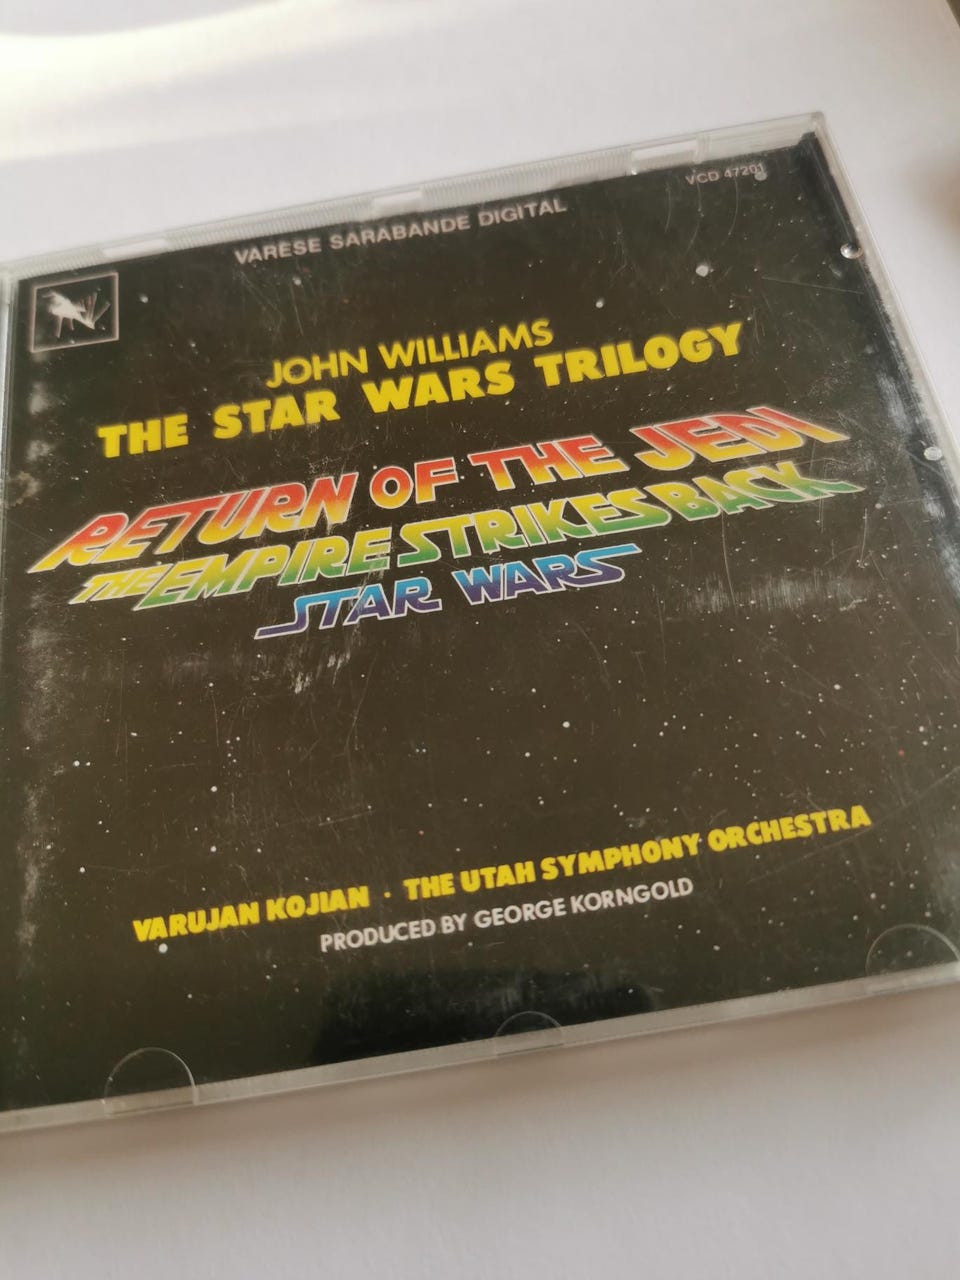 VCD 47201
VARESE SARABANDE DIGITAL
JOHN WILLIAMS
THE STAR WARS TRILOGY
RETURN OF THE JEDI
THE EMPIRE STRIKES BACK
STAR WARS
VARUJAN KOJIAN · THE UTAH SYMPHONY ORCHESTRA
PRODUCED BY GEORGE KORNGOLD